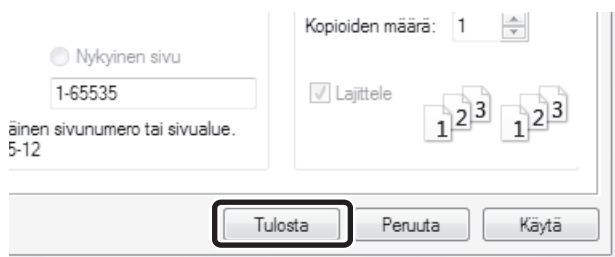 Kopioiden määrä: 1
Nykyinen sivu
1-65535
Lajittele
äinen sivunumero tai sivualue.
5-12
1 2 3 1 2 3
Tulosta Peruuta Käytä